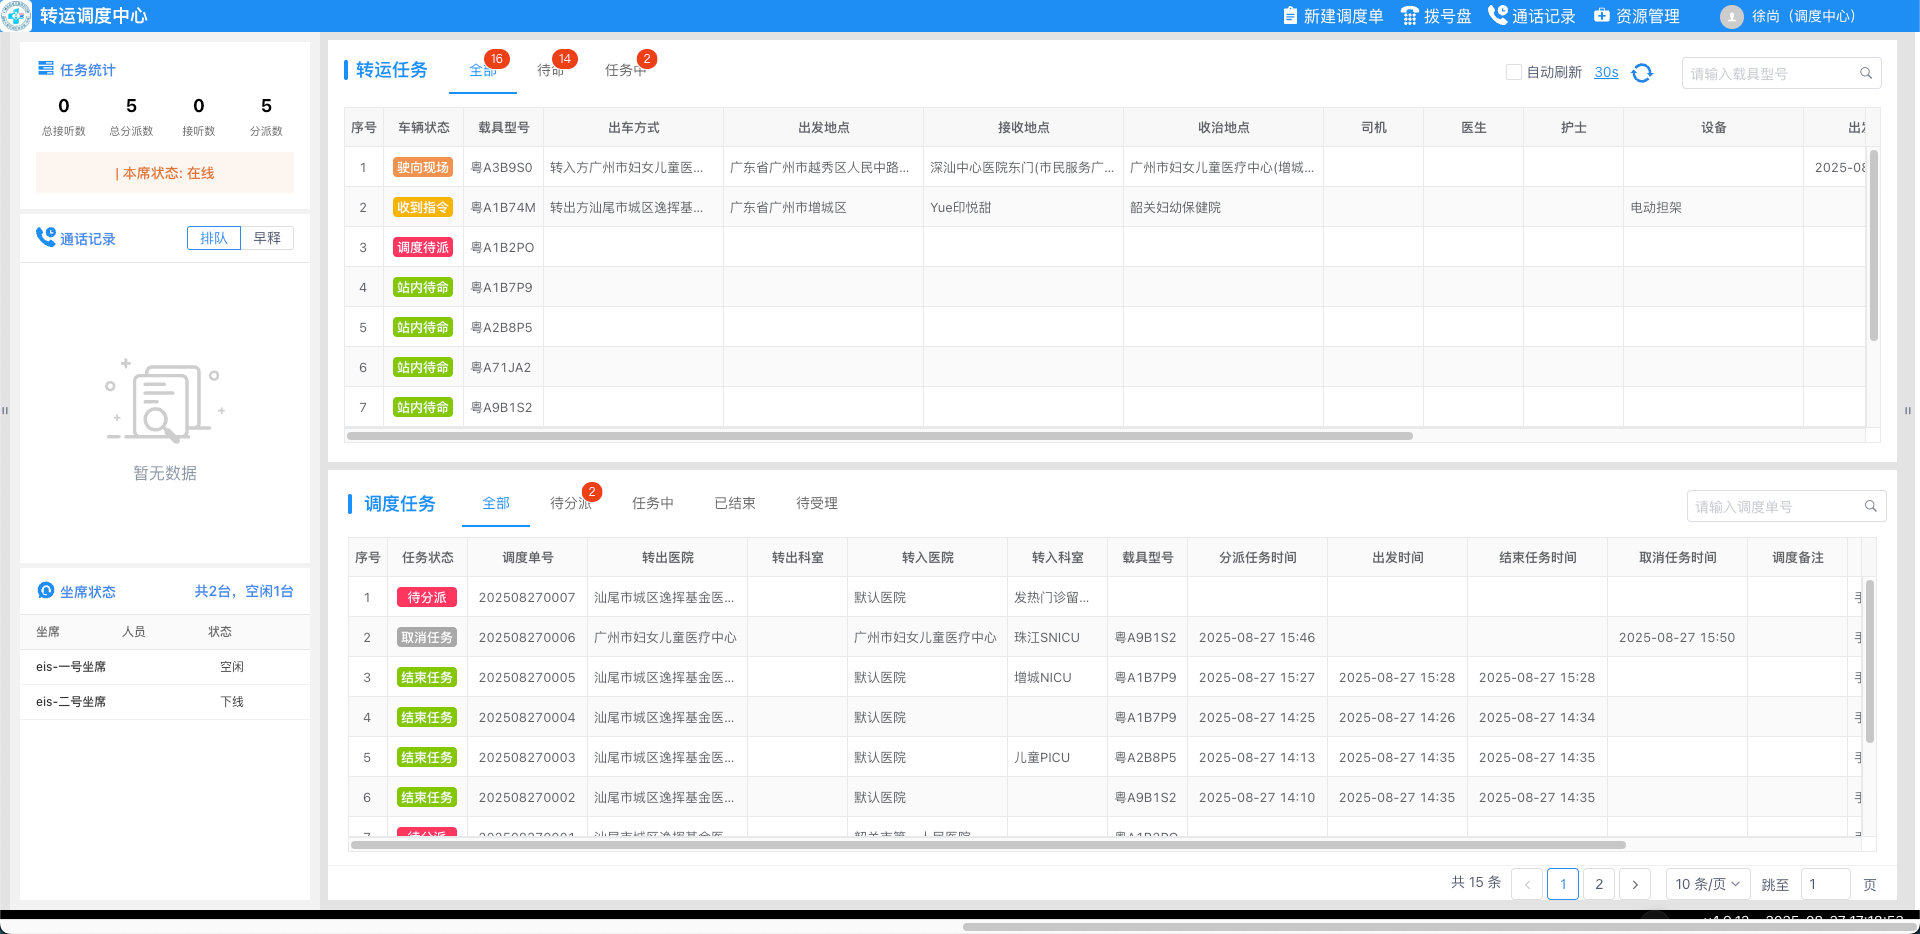 转运调度中心
新建调度单 拨号盘 通话记录 资源管理 徐尚（调度中心）
任务统计
0 5 0 5
总接听数 总分派数 接听数 分派数
| 本席状态: 在线
通话记录 排队 早释
暂无数据
坐席状态 共2台，空闲1台
坐席 人员 状态
eis-一号坐席 空闲
eis-二号坐席 下线
转运任务 全部 16 待命 14 任务中 2
自动刷新 30s 请输入载具型号
序号 车辆状态 载具型号 出车方式 出发地点 接收地点 收治地点 司机 医生 护士 设备 出发
1 驶向现场 粤A3B9S0 转入方广州市妇女儿童医... 广东省广州市越秀区人民中路... 深汕中心医院东门(市民服务广... 广州市妇女儿童医疗中心(增城... 2025-08
2 收到指令 粤A1B74M 转出方汕尾市城区逸挥基... 广东省广州市增城区 Yue印悦甜 韶关妇幼保健院 电动担架
3 调度待派 粤A1B2PO
4 站内待命 粤A1B7P9
5 站内待命 粤A2B8P5
6 站内待命 粤A71JA2
7 站内待命 粤A9B1S2
调度任务 全部 待分派 2 任务中 已结束 待受理
请输入调度单号
序号 任务状态 调度单号 转出医院 转出科室 转入医院 转入科室 载具型号 分派任务时间 出发时间 结束任务时间 取消任务时间 调度备注
1 待分派 202508270007 汕尾市城区逸挥基金医... 默认医院 发热门诊留...
2 取消任务 202508270006 广州市妇女儿童医疗中心 广州市妇女儿童医疗中心 珠江SNICU 粤A9B1S2 2025-08-27 15:46 2025-08-27 15:50
3 结束任务 202508270005 汕尾市城区逸挥基金医... 默认医院 增城NICU 粤A1B7P9 2025-08-27 15:27 2025-08-27 15:28 2025-08-27 15:28
4 结束任务 202508270004 汕尾市城区逸挥基金医... 默认医院 粤A1B7P9 2025-08-27 14:25 2025-08-27 14:26 2025-08-27 14:34
5 结束任务 202508270003 汕尾市城区逸挥基金医... 默认医院 儿童PICU 粤A2B8P5 2025-08-27 14:13 2025-08-27 14:35 2025-08-27 14:35
6 结束任务 202508270002 汕尾市城区逸挥基金医... 默认医院 粤A9B1S2 2025-08-27 14:10 2025-08-27 14:35 2025-08-27 14:35
7 待分派 202508270001 汕尾市城区逸挥基金医... 韶关市第一人民医院 粤A1B2PO
共 15 条 1 2 10 条/页 跳至 1 页